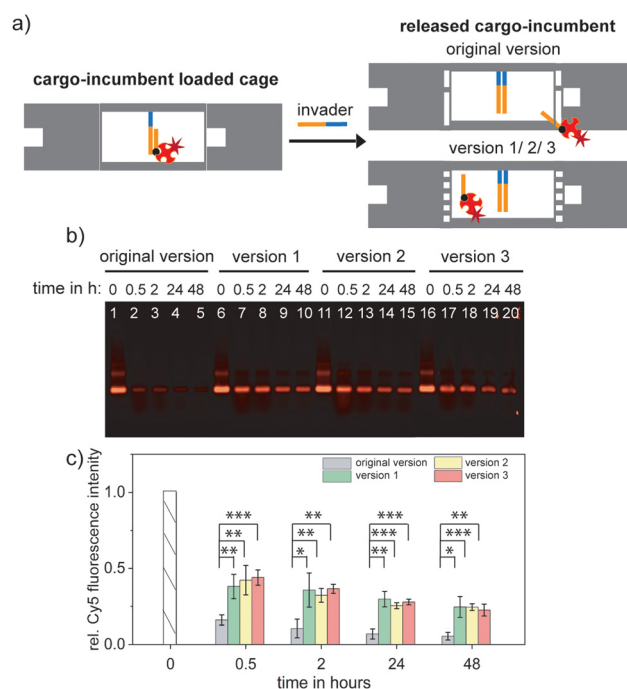 a)
released cargo-incumbent
original version
cargo-incumbent loaded cage
invader
version 1/ 2/ 3
b)
original version version 1 version 2 version 3
time in h: 0 0.5 2 24 48 0 0.5 2 24 48 0 0.5 2 24 48 0 0.5 2 24 48
1 2 3 4 5 6 7 8 9 10 11 12 13 14 15 16 17 18 19 20
c)
original version version 2
version 1 version 3
rel. Cy5 fluorescence intenity
1.0
0.5
0.0
*** ** *** **
** ** *** ***
** * ** *
0 0.5 2 24 48
time in hours